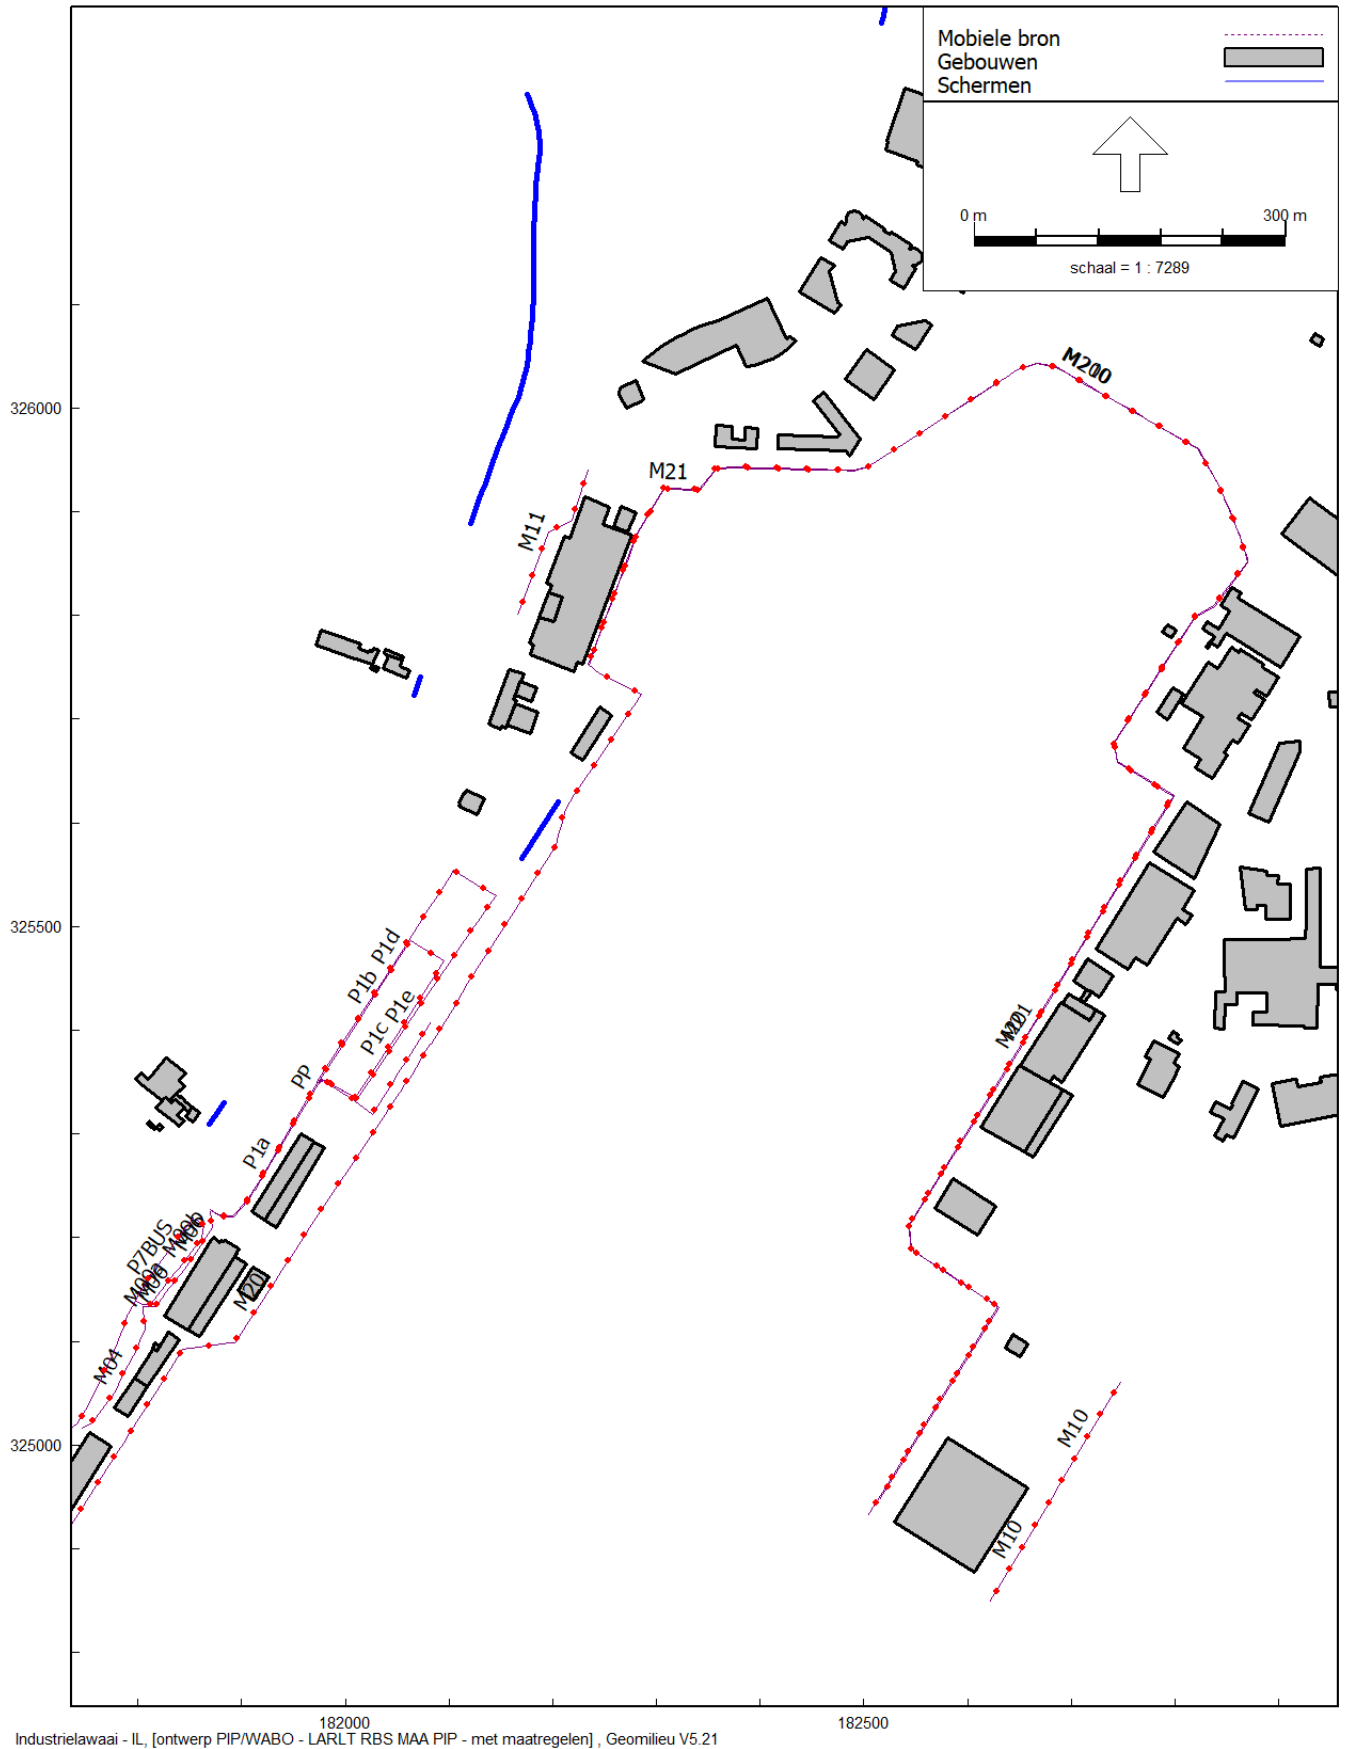 Mobiele bron
Gebouwen
Schermen
0 m
300 m
schaal = 1 : 7289
326000
M21
M11
P1d
P1b
P1e
P1c
325500
PP
P1a
P7BUS
M00b
M00a
M20
M04
325000
M10
M10
182000
182500
Industrielawaai - IL, [ontwerp PIP/WABO - LARLT RBS MAA PIP - met maatregelen] , Geomilieu V5.21